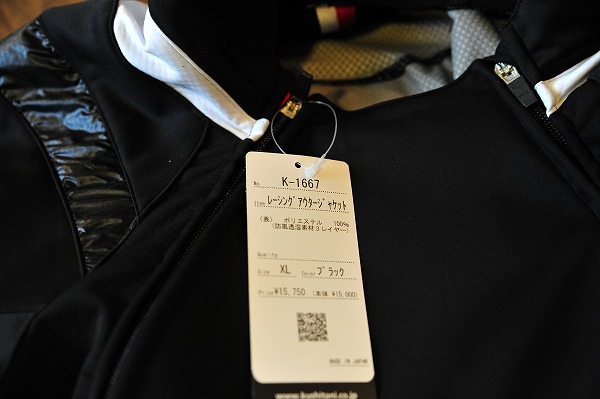 No. K-1667
Item レーシングアウタージャケット
(表) ポリエステル 100%
(防風透湿素材3レイヤー)
Quality
Size XL Color ブラック
Price ¥15,750 (本体 ¥15,000)
MADE IN JAPAN
www.kushitani.co.jp